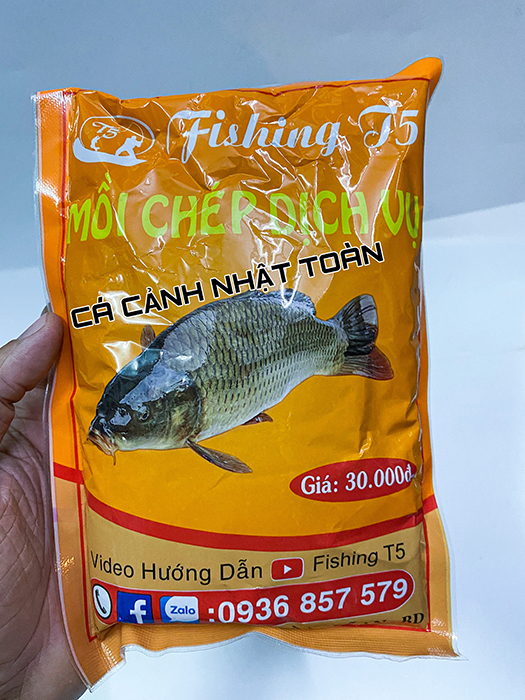 T5
Fishing T5
MỒI CHÉP DỊCH VỤ
CÁ CẢNH NHẬT TOÀN
Giá: 30.000đ
Video Hướng Dẫn Fishing T5
Zalo :0936 857 579
BD